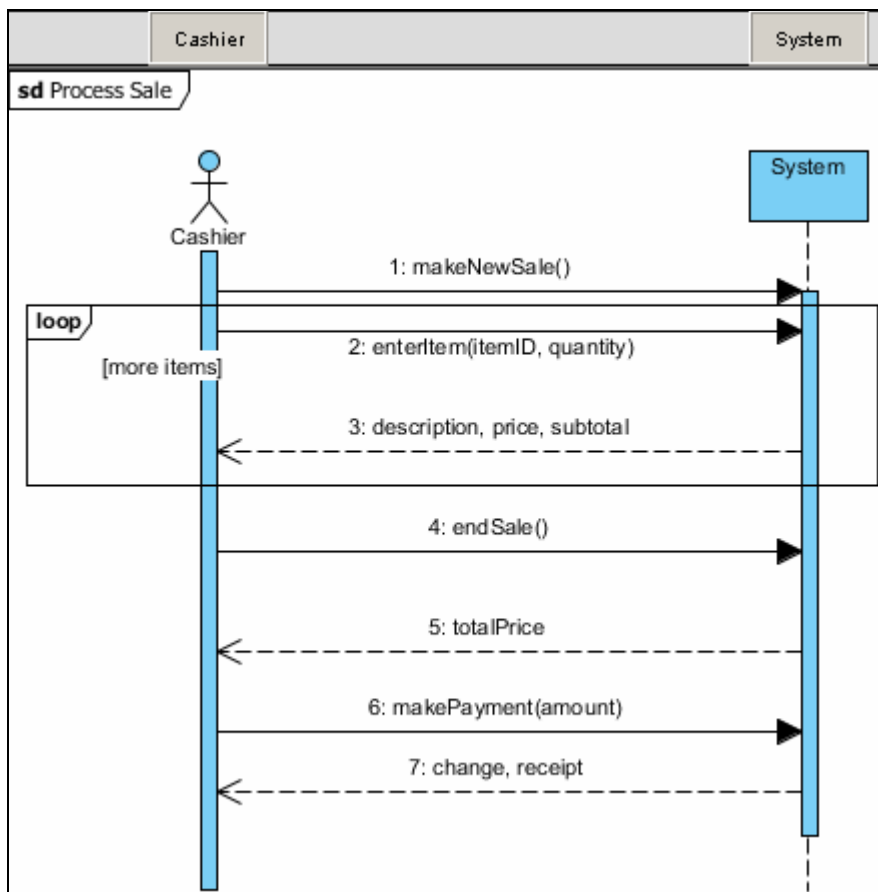 Cashier
System
sd Process Sale
System
Cashier
1: makeNewSale()
loop
2: enterItem(itemID, quantity)
[more items]
3: description, price, subtotal
4: endSale()
5: totalPrice
6: makePayment(amount)
7: change, receipt